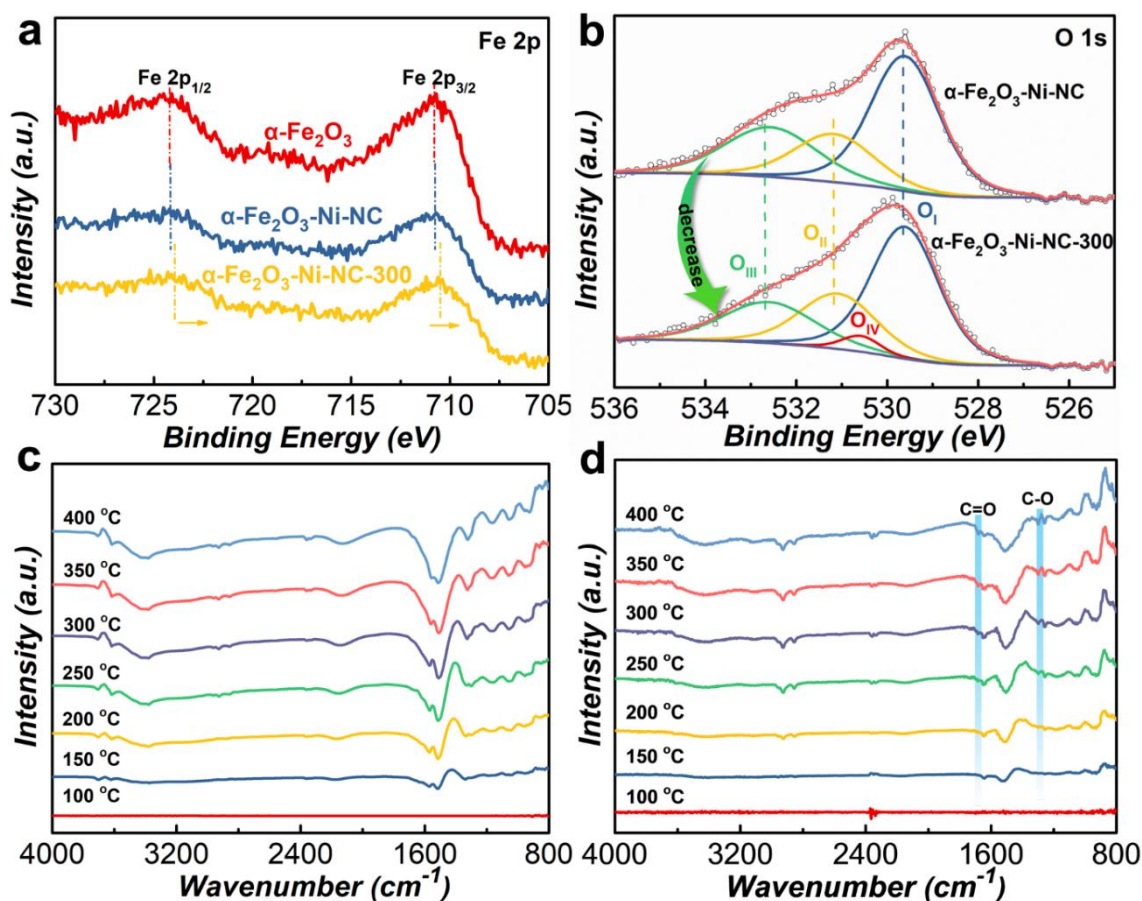 a
Fe 2p
Fe 2p1/2
Fe 2p3/2
α-Fe2O3
α-Fe2O3-Ni-NC
α-Fe2O3-Ni-NC-300
Intensity (a.u.)
730 725 720 715 710 705
Binding Energy (eV)
b
O 1s
α-Fe2O3-Ni-NC
OI
α-Fe2O3-Ni-NC-300
OII
OIII
OIV
decrease
Intensity (a.u.)
536 534 532 530 528 526
Binding Energy (eV)
c
400 °C
350 °C
300 °C
250 °C
200 °C
150 °C
100 °C
Intensity (a.u.)
4000 3200 2400 1600 800
Wavenumber (cm-1)
d
C=O
C-O
400 °C
350 °C
300 °C
250 °C
200 °C
150 °C
100 °C
Intensity (a.u.)
4000 3200 2400 1600 800
Wavenumber (cm-1)